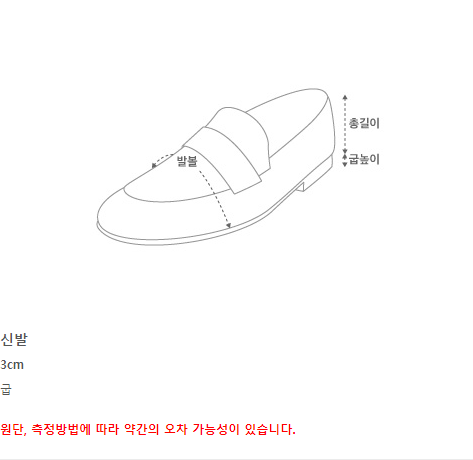 총길이
굽높이
발볼
신발
3cm
굽
원단, 측정방법에 따라 약간의 오차 가능성이 있습니다.